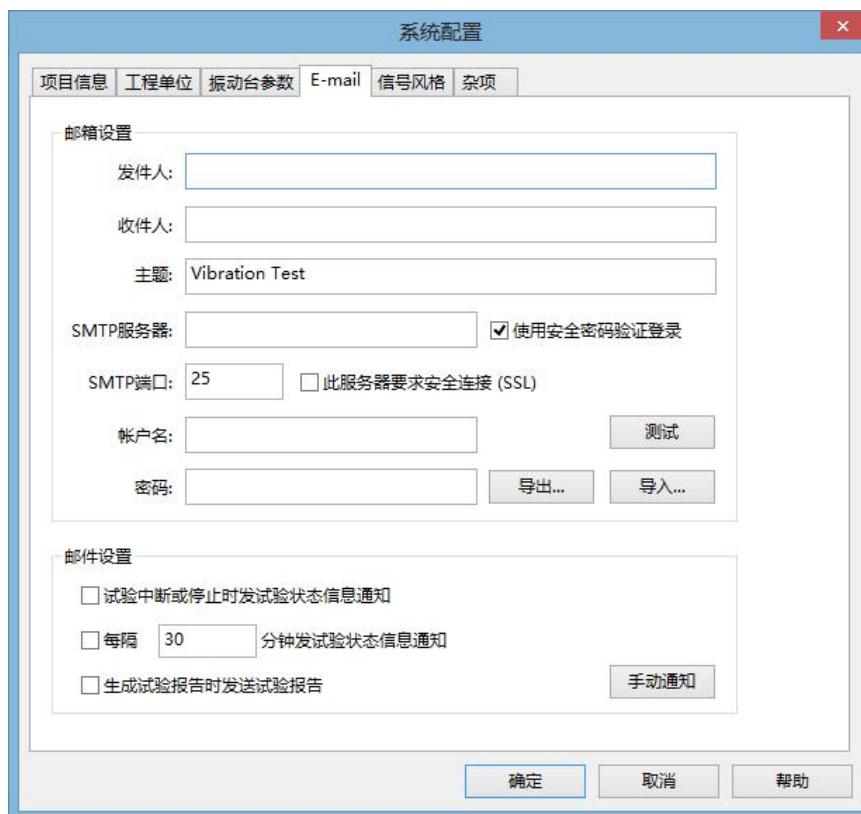 系统配置
项目信息 工程单位 振动台参数 E-mail 信号风格 杂项
邮箱设置
发件人:
收件人:
主题: Vibration Test
SMTP服务器: 使用安全密码验证登录
SMTP端口: 25 此服务器要求安全连接 (SSL)
帐户名: 测试
密码: 导出... 导入...
邮件设置
试验中断或停止时发试验状态信息通知
每隔 30 分钟发试验状态信息通知
生成试验报告时发送试验报告 手动通知
确定 取消 帮助